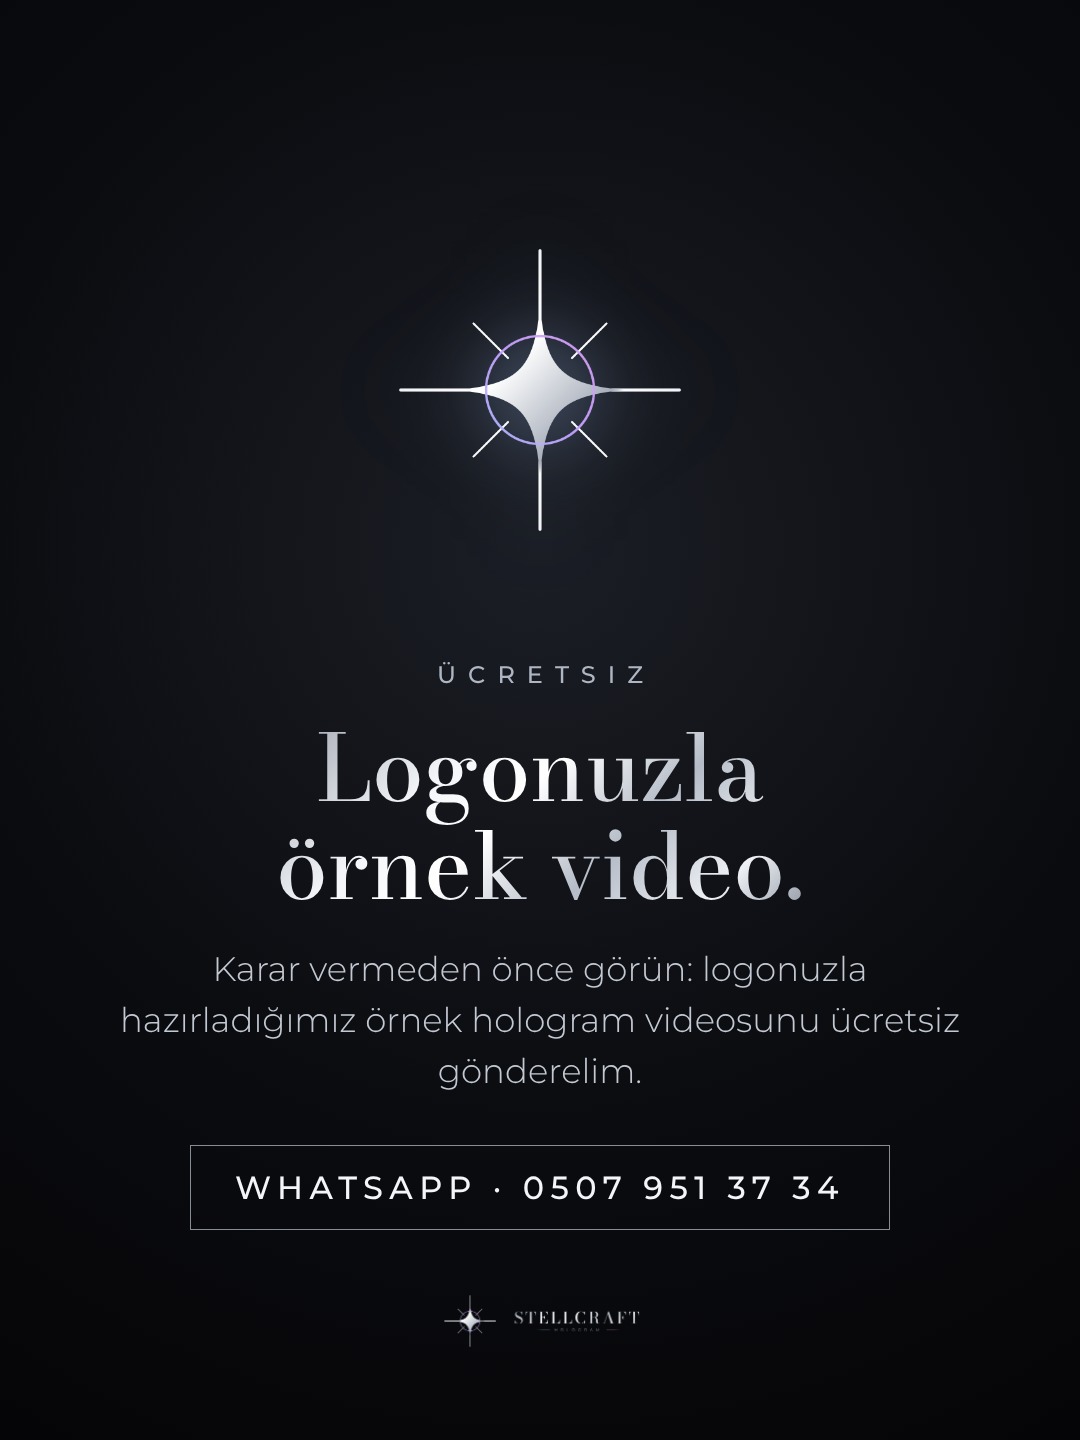 ÜCRETSIZ
Logonuzla
örnek video.
Karar vermeden önce görün: logonuzla
hazırladığımız örnek hologram videosunu ücretsiz
gönderelim.
WHATSAPP · 0507 951 37 34
STELLCRAFT
HOLOGRAM